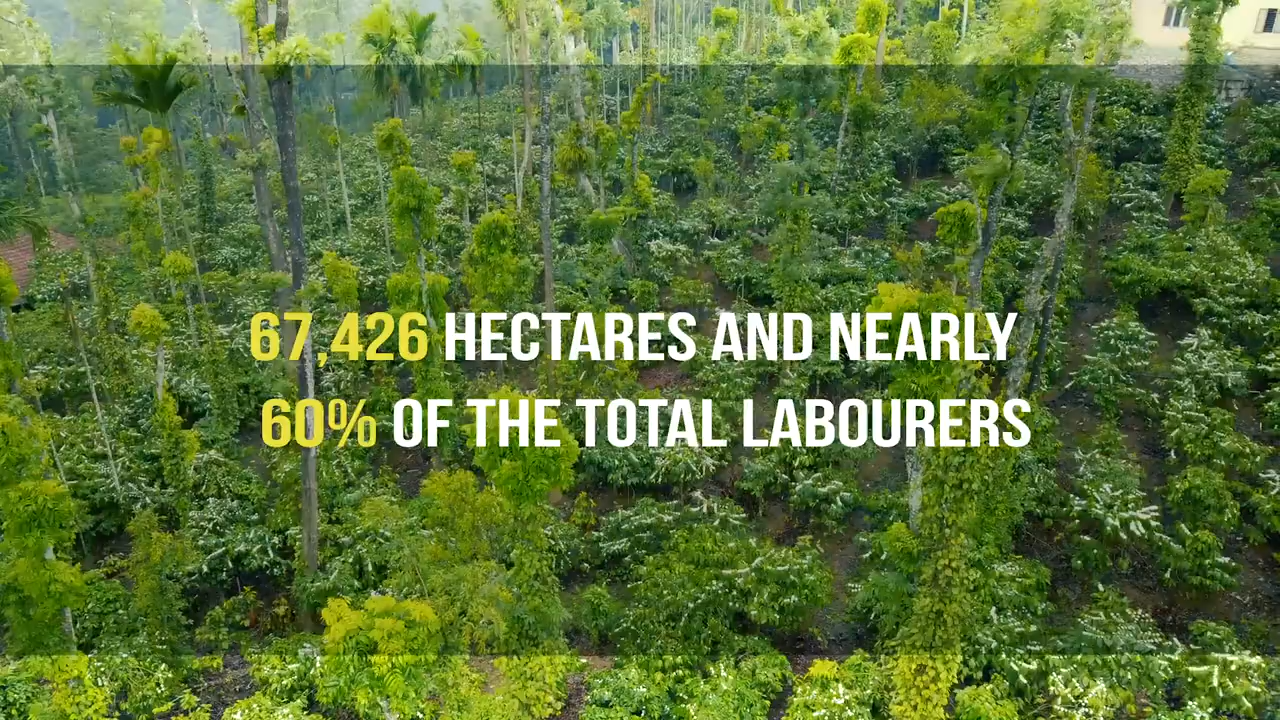 67,426 HECTARES AND NEARLY
60% OF THE TOTAL LABOURERS